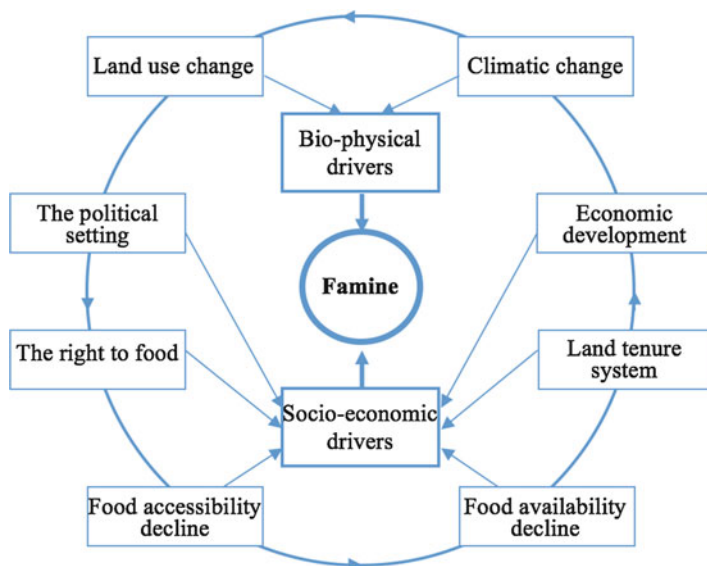 Land use change
Climatic change
Bio-physical
drivers
The political
setting
Economic
development
Famine
The right to food
Land tenure
system
Socio-economic
drivers
Food accessibility
decline
Food availability
decline